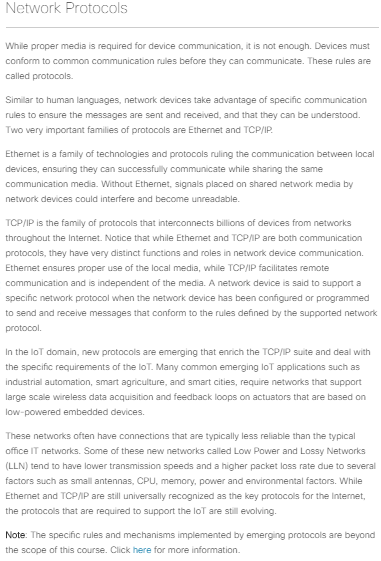 Network Protocols
While proper media is required for device communication, it is not enough. Devices must
conform to common communication rules before they can communicate. These rules are
called protocols.
Similar to human languages, network devices take advantage of specific communication
rules to ensure the messages are sent and received, and that they can be understood.
Two very important families of protocols are Ethernet and TCP/IP.
Ethernet is a family of technologies and protocols ruling the communication between local
devices, ensuring they can successfully communicate while sharing the same
communication media. Without Ethernet, signals placed on shared network media by
network devices could interfere and become unreadable.
TCP/IP is the family of protocols that interconnects billions of devices from networks
throughout the Internet. Notice that while Ethernet and TCP/IP are both communication
protocols, they have very distinct functions and roles in network device communication.
Ethernet ensures proper use of the local media, while TCP/IP facilitates remote
communication and is independent of the media. A network device is said to support a
specific network protocol when the network device has been configured or programmed
to send and receive messages that conform to the rules defined by the supported network
protocol.
In the IoT domain, new protocols are emerging that enrich the TCP/IP suite and deal with
the specific requirements of the IoT. Many common emerging IoT applications such as
industrial automation, smart agriculture, and smart cities, require networks that support
large scale wireless data acquisition and feedback loops on actuators that are based on
low-powered embedded devices.
These networks often have connections that are typically less reliable than the typical
office IT networks. Some of these new networks called Low Power and Lossy Networks
(LLN) tend to have lower transmission speeds and a higher packet loss rate due to several
factors such as small antennas, CPU, memory, power and environmental factors. While
Ethernet and TCP/IP are still universally recognized as the key protocols for the Internet,
the protocols that are required to support the IoT are still evolving.
Note: The specific rules and mechanisms implemented by emerging protocols are beyond
the scope of this course. Click here for more information.